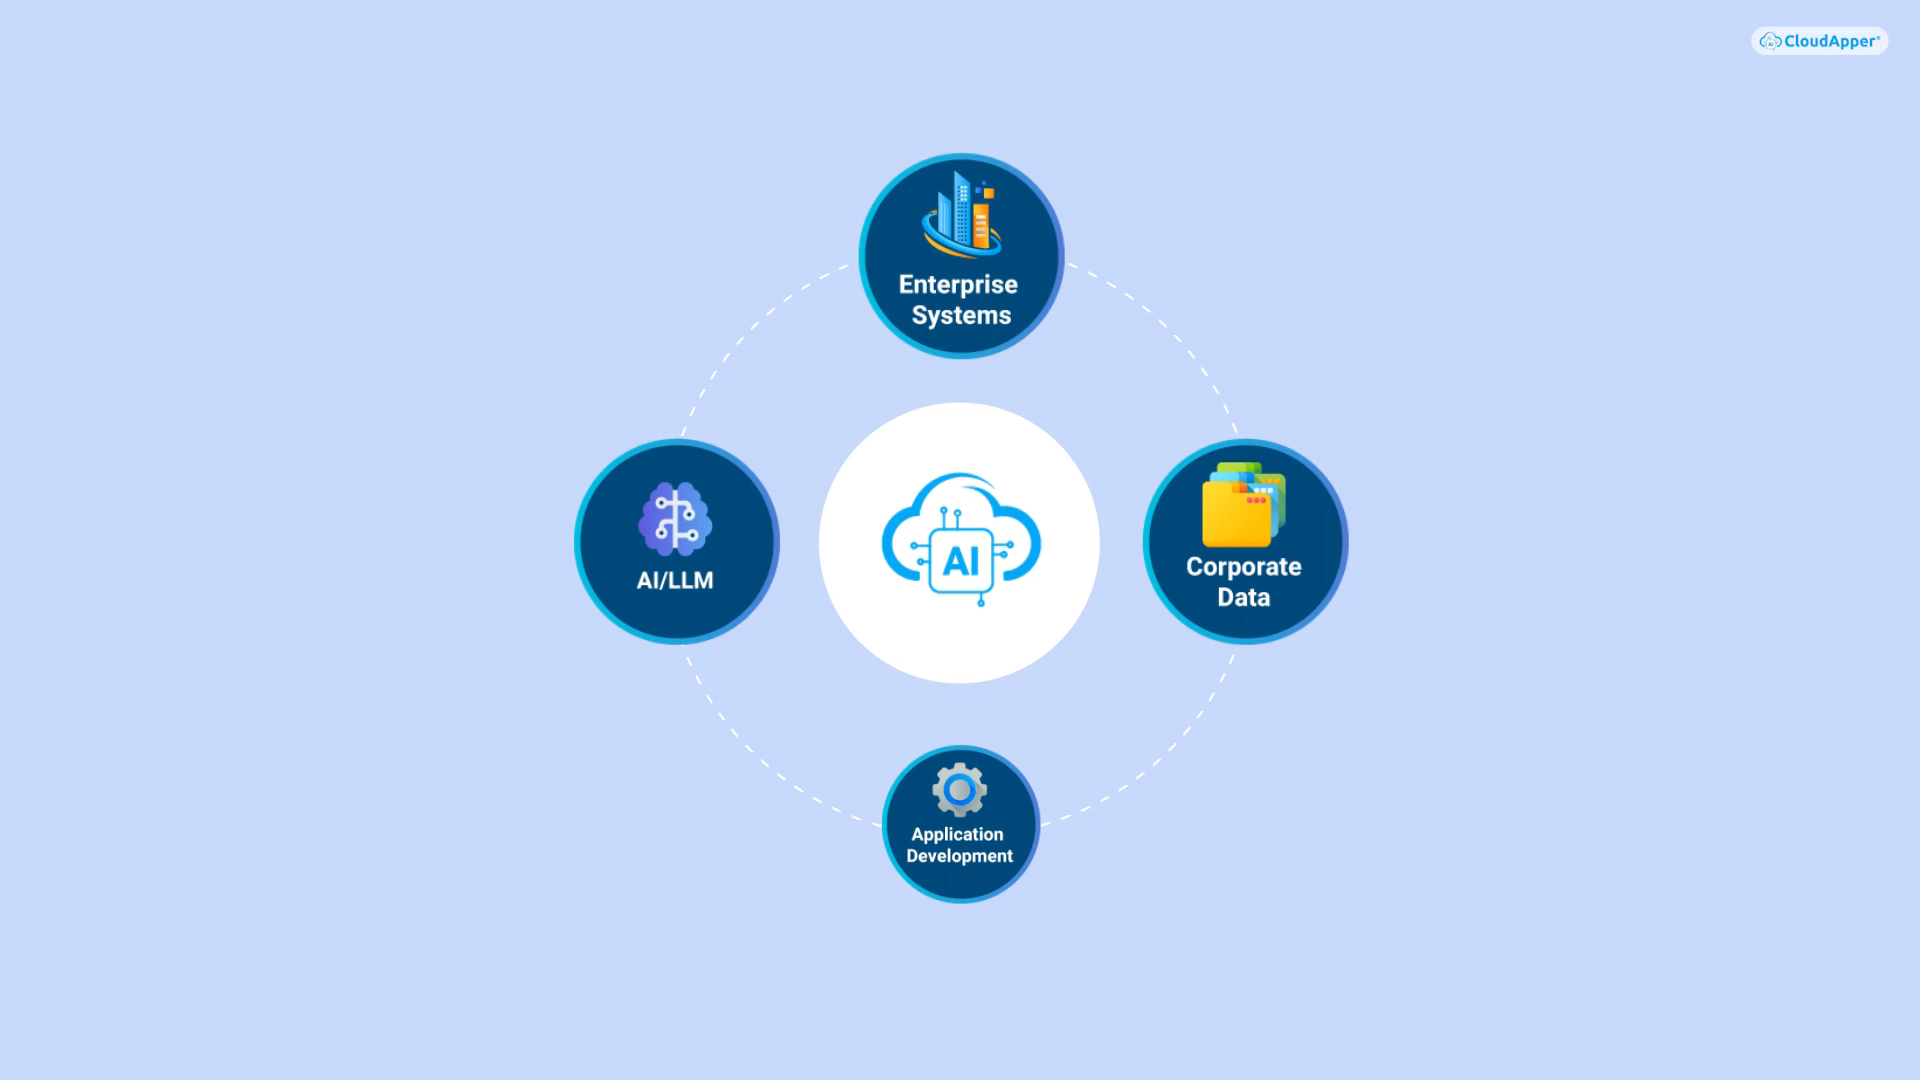 CloudApper®
Enterprise
Systems
AI/LLM
AI
Corporate
Data
Application
Development